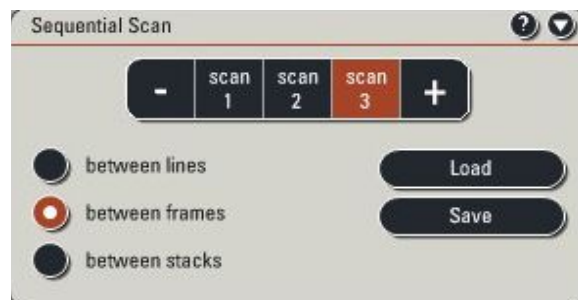 Sequential Scan ?
- scan 1 scan 2 scan 3 +
between lines Load
between frames Save
between stacks